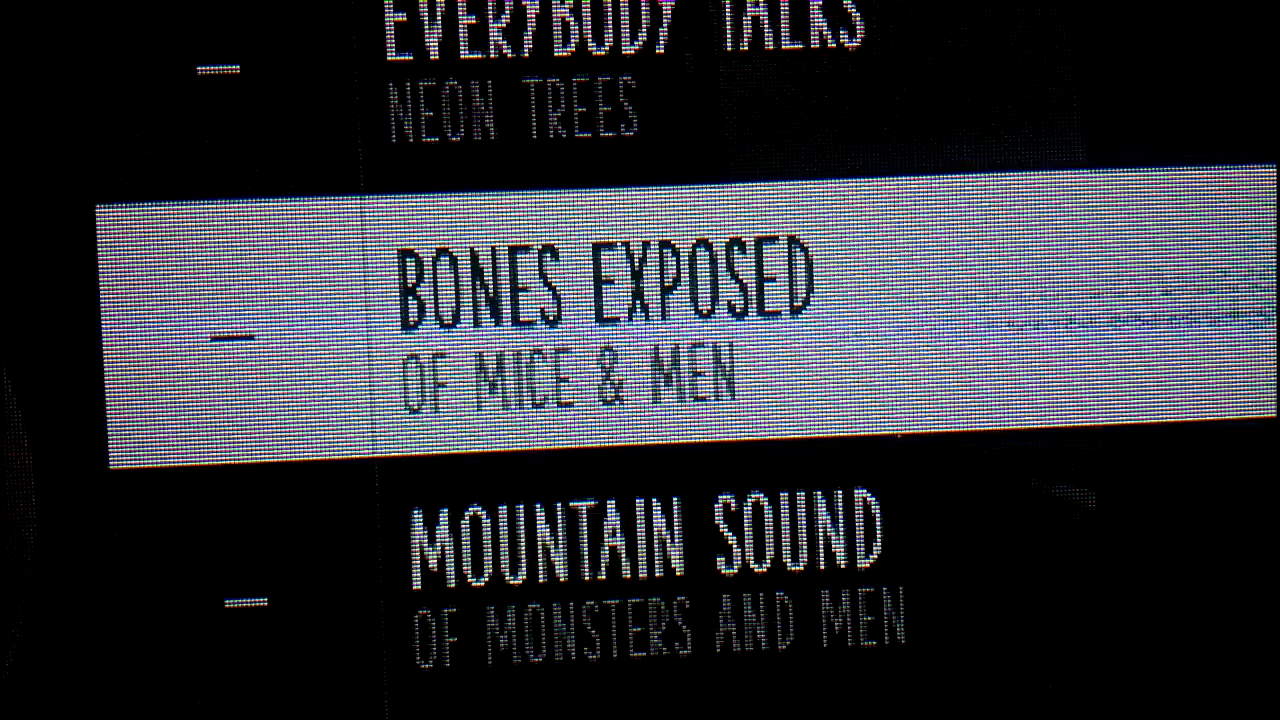 EVERYBODY TALKS
NEON TREES
BONES EXPOSED
OF MICE & MEN
MOUNTAIN SOUND
OF MONSTERS AND MEN